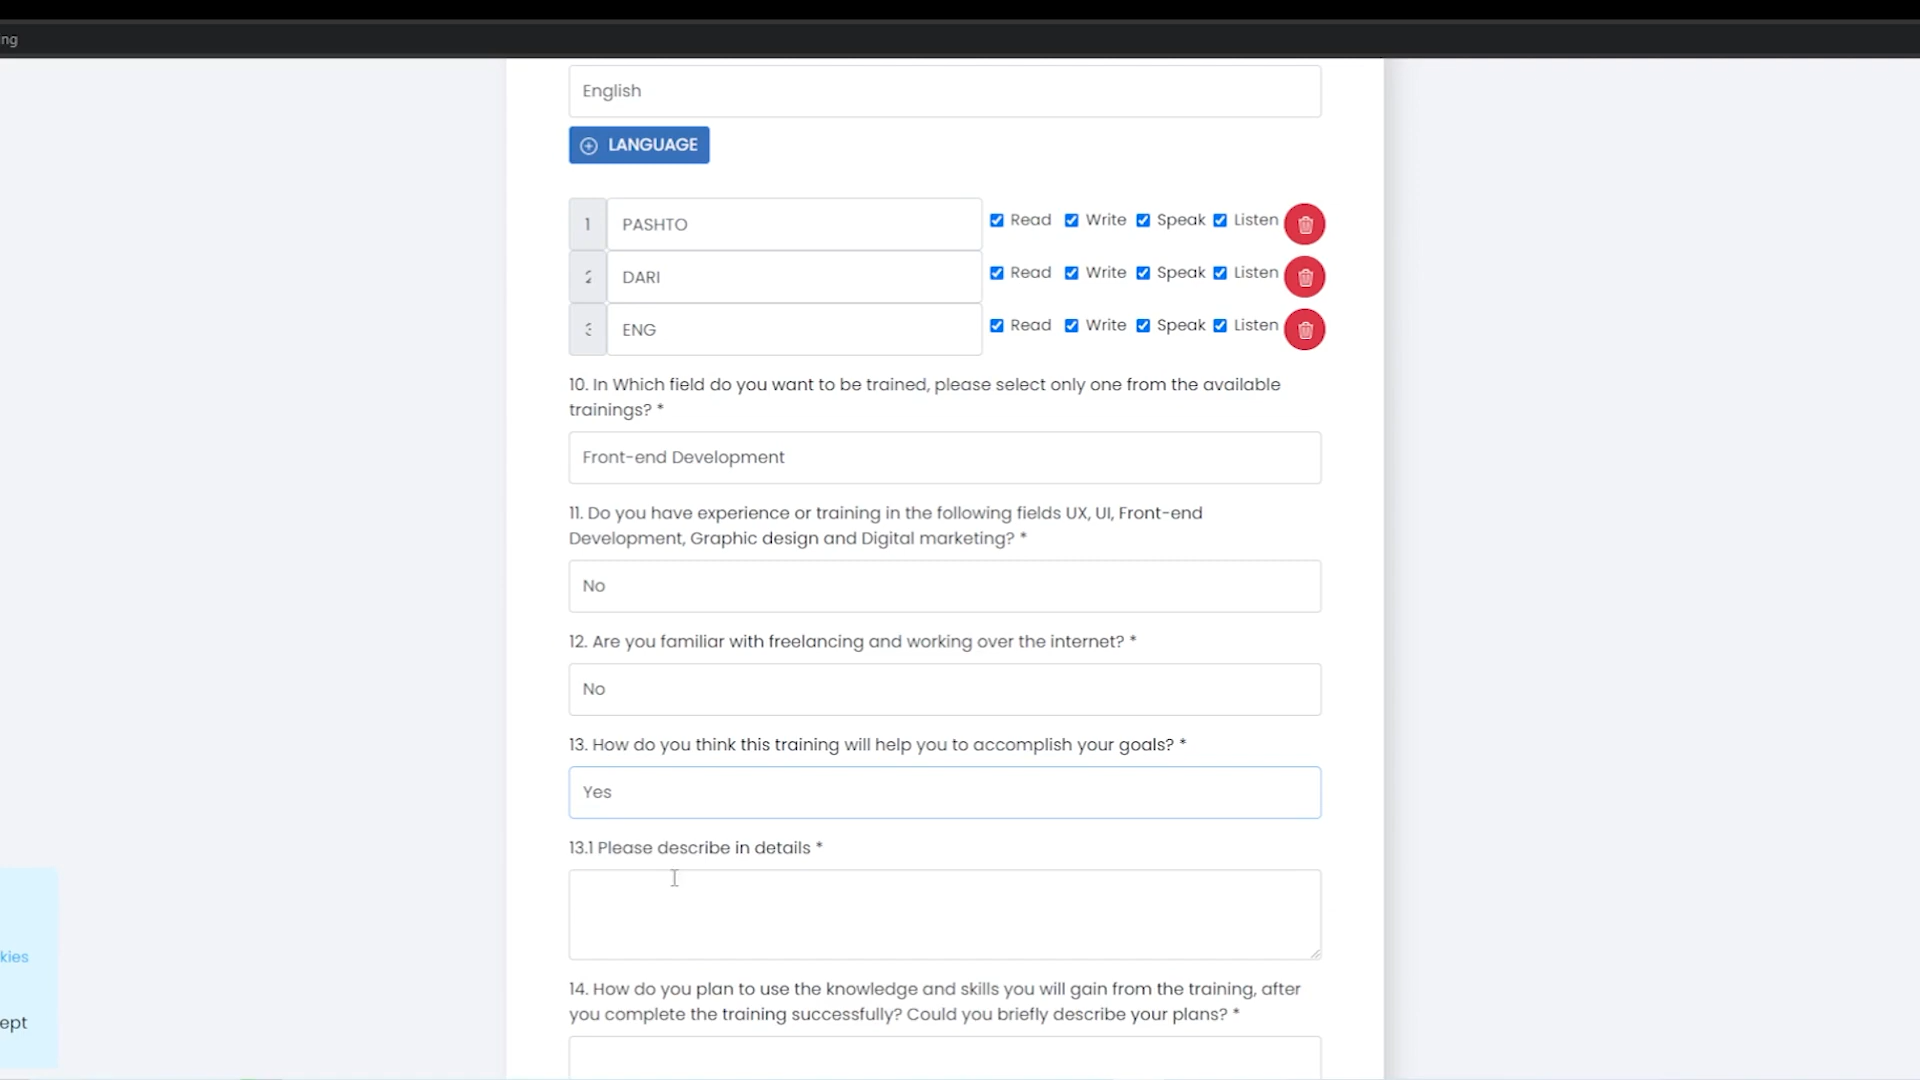 ng
English
LANGUAGE
1 PASHTO Read Write Speak Listen
2 DARI Read Write Speak Listen
3 ENG Read Write Speak Listen
10. In Which field do you want to be trained, please select only one from the available
trainings? *
Front-end Development
11. Do you have experience or training in the following fields UX, UI, Front-end
Development, Graphic design and Digital marketing? *
No
12. Are you familiar with freelancing and working over the internet? *
No
13. How do you think this training will help you to accomplish your goals? *
Yes
13.1 Please describe in details *
kies
14. How do you plan to use the knowledge and skills you will gain from the training, after
you complete the training successfully? Could you briefly describe your plans? *
ept